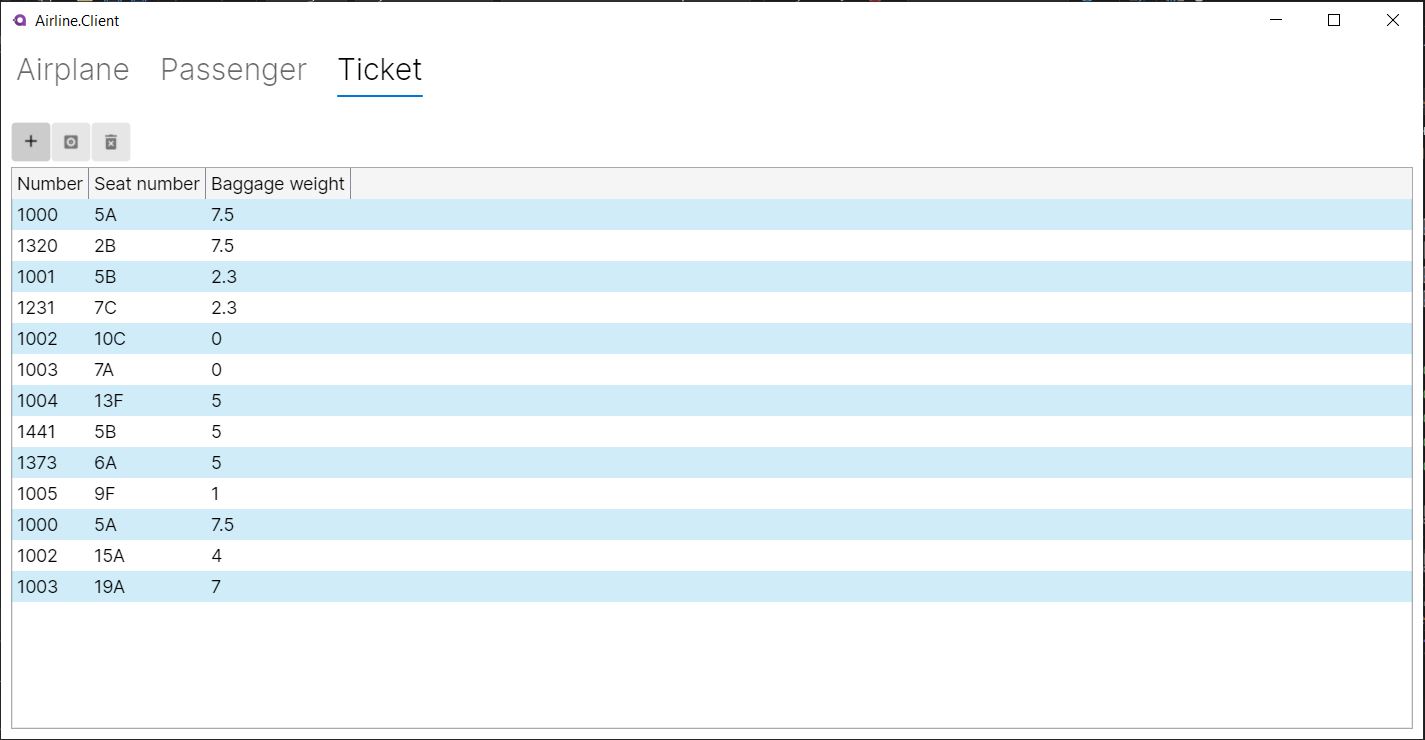 Airline.Client
Airplane Passenger Ticket
Number Seat number Baggage weight
1000 5A 7.5
1320 2B 7.5
1001 5B 2.3
1231 7C 2.3
1002 10C 0
1003 7A 0
1004 13F 5
1441 5B 5
1373 6A 5
1005 9F 1
1000 5A 7.5
1002 15A 4
1003 19A 7